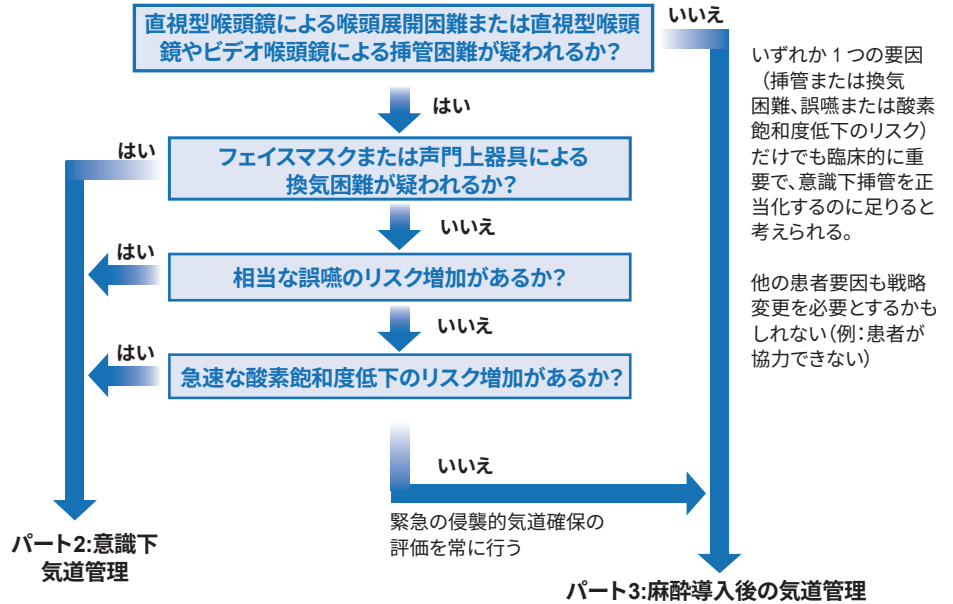 直視型喉頭鏡による喉頭展開困難または直視型喉頭
鏡やビデオ喉頭鏡による挿管困難が疑われるか？
いいえ
いずれか 1 つの要因
（挿管または換気
困難、誤嚥または酸素
飽和度低下のリスク）
だけでも臨床的に重
要で、意識下挿管を正
当化するのに足りると
考えられる。
他の患者要因も戦略
変更を必要とするかも
しれない（例：患者が
協力できない）
はい
はい
フェイスマスクまたは声門上器具による
換気困難が疑われるか？
いいえ
はい
相当な誤嚥のリスク増加があるか？
いいえ
はい
急速な酸素飽和度低下のリスク増加があるか？
いいえ
緊急の侵襲的気道確保の
評価を常に行う
パート2:意識下
気道管理
パート3:麻酔導入後の気道管理